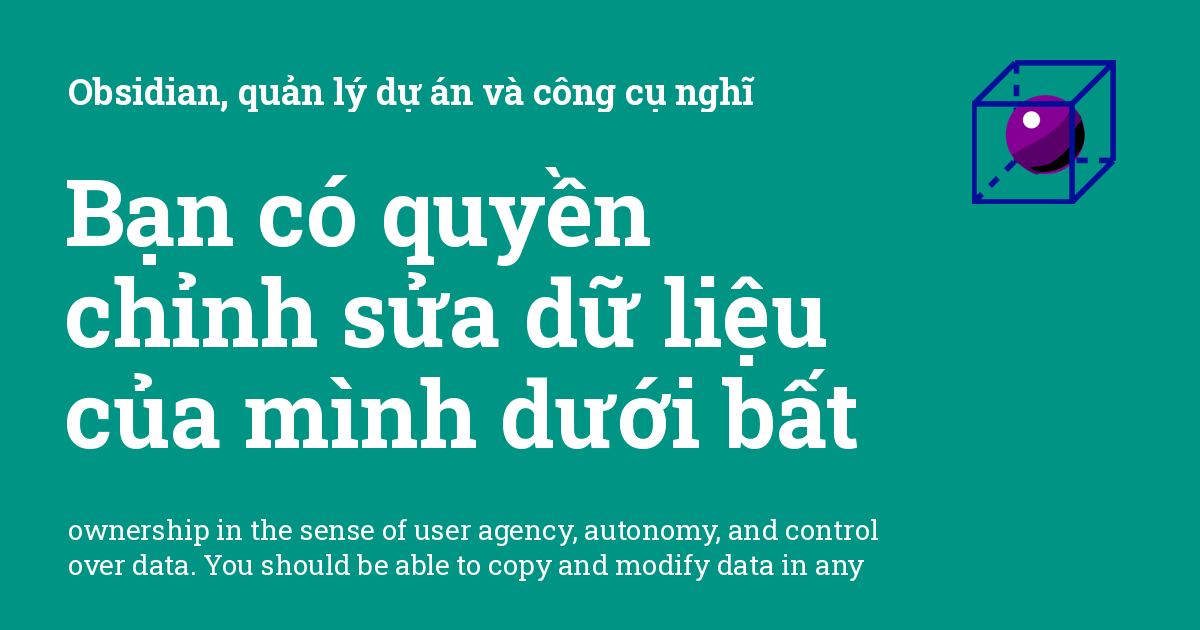 Obsidian, quản lý dự án và công cụ nghĩ
Bạn có quyền
chỉnh sửa dữ liệu
của mình dưới bất
ownership in the sense of user agency, autonomy, and control
over data. You should be able to copy and modify data in any